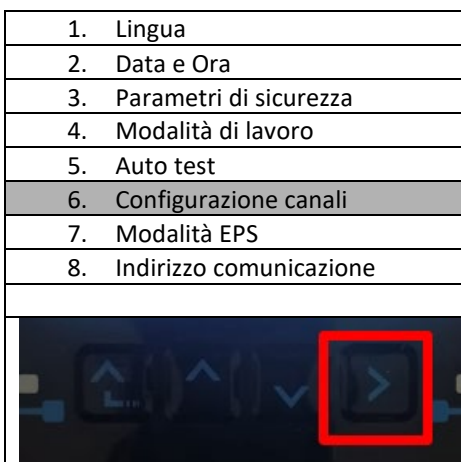 1. Lingua
2. Data e Ora
3. Parametri di sicurezza
4. Modalità di lavoro
5. Auto test
6. Configurazione canali
7. Modalità EPS
8. Indirizzo comunicazione